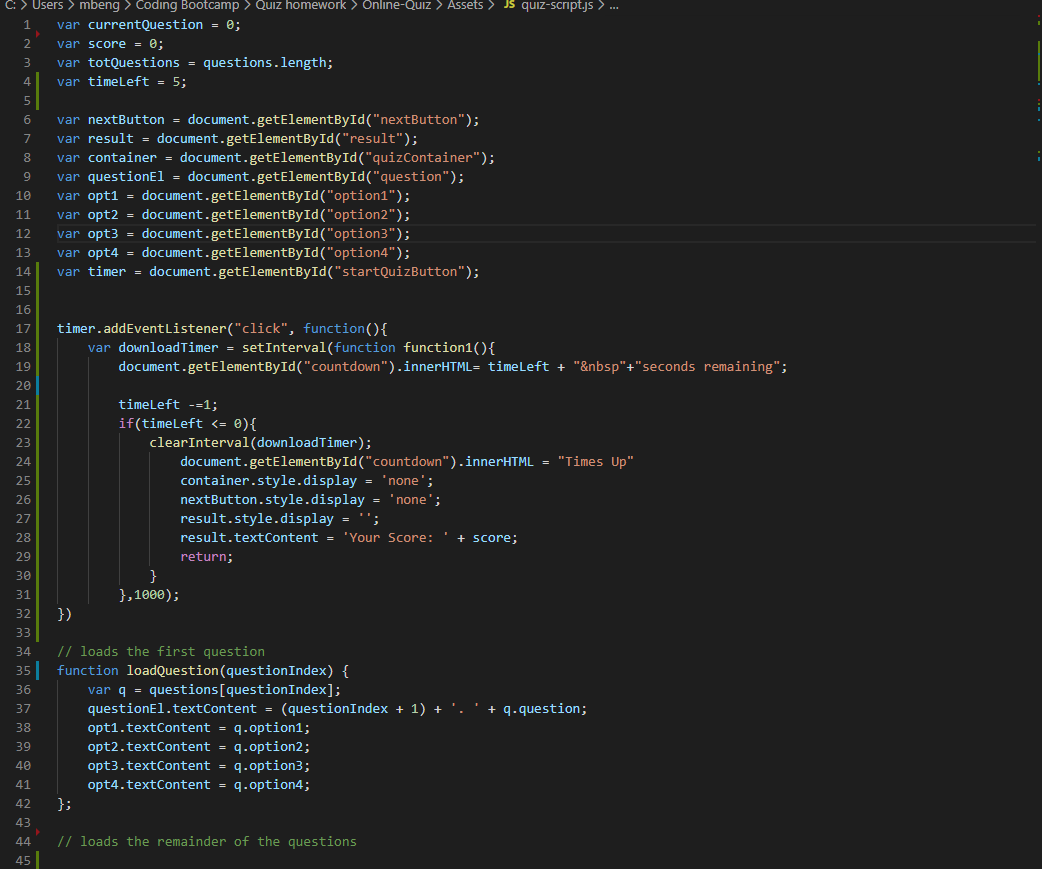 C: > Users > mbeng > Coding Bootcamp > Quiz homework > Online-Quiz > Assets > JS quiz-script.js > ...
1 var currentQuestion = 0;
2 var score = 0;
3 var totQuestions = questions.length;
4 var timeLeft = 5;
5
6 var nextButton = document.getElementById("nextButton");
7 var result = document.getElementById("result");
8 var container = document.getElementById("quizContainer");
9 var questionEl = document.getElementById("question");
10 var opt1 = document.getElementById("option1");
11 var opt2 = document.getElementById("option2");
12 var opt3 = document.getElementById("option3");
13 var opt4 = document.getElementById("option4");
14 var timer = document.getElementById("startQuizButton");
15
16
17 timer.addEventListener("click", function(){
18 var downloadTimer = setInterval(function function1(){
19 document.getElementById("countdown").innerHTML= timeLeft + "&nbsp"+"seconds remaining";
20
21 timeLeft -=1;
22 if(timeLeft <= 0){
23 clearInterval(downloadTimer);
24 document.getElementById("countdown").innerHTML = "Times Up"
25 container.style.display = 'none';
26 nextButton.style.display = 'none';
27 result.style.display = '';
28 result.textContent = 'Your Score: ' + score;
29 return;
30 }
31 },1000);
32 })
33
34 // loads the first question
35 function loadQuestion(questionIndex) {
36 var q = questions[questionIndex];
37 questionEl.textContent = (questionIndex + 1) + '. ' + q.question;
38 opt1.textContent = q.option1;
39 opt2.textContent = q.option2;
40 opt3.textContent = q.option3;
41 opt4.textContent = q.option4;
42 };
43
44 // loads the remainder of the questions
45